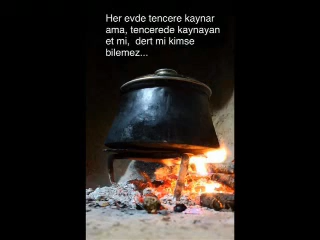 Her evde tencere kaynar
ama, tencerede kaynayan
et mi,  dert mi kimse
bilemez...